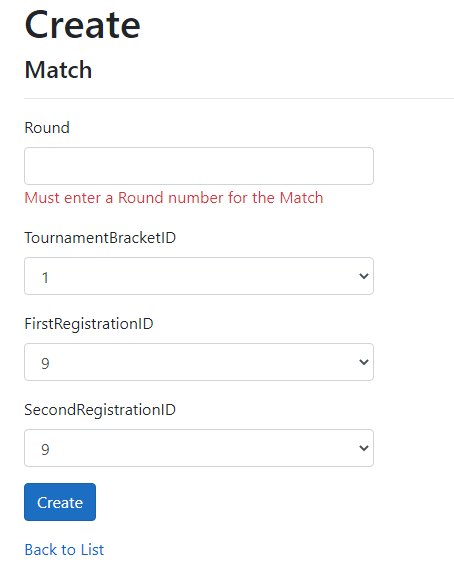 Create
Match
Round
Must enter a Round number for the Match
TournamentBracketID
1
FirstRegistrationID
9
SecondRegistrationID
9
Create
Back to List